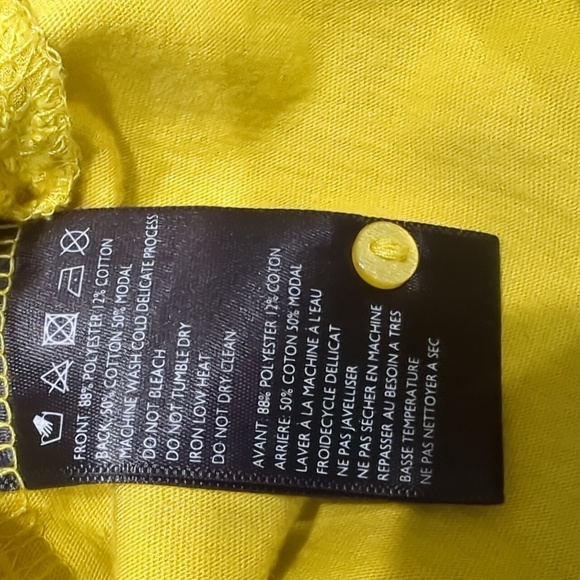 FRONT: 88% POLYESTER 12% COTTON
BACK: 50% COTTON, 50% MODAL
MACHINE WASH COLD DELICATE PROCESS
DO NOT BLEACH
DO NOT TUMBLE DRY
IRON LOW HEAT
DO NOT DRY CLEAN
AVANT: 88% POLYESTER 12% COTON
ARRIÈRE: 50% COTON 50% MODAL
LAVER À LA MACHINE À L'EAU
FROIDECYCLE DELLICAT
NE PAS JAVELLISER
NE PAS SÉCHER EN MACHINE
REPASSER AU BESOIN A TRES
BASSE TEMPERATURE
NE PAS NETTOYER A SEC